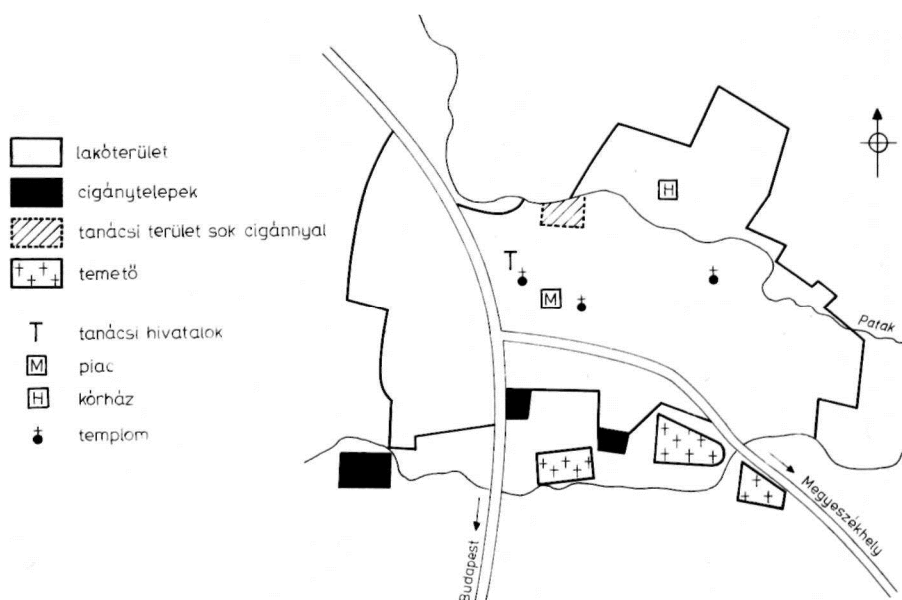 lakóterület
cigánytelepek
tanácsi terület sok cigánnyal
temető
T tanácsi hivatalok
M piac
H kórház
templom
H
T
M
Patak
Megyeszékhely
Budapest